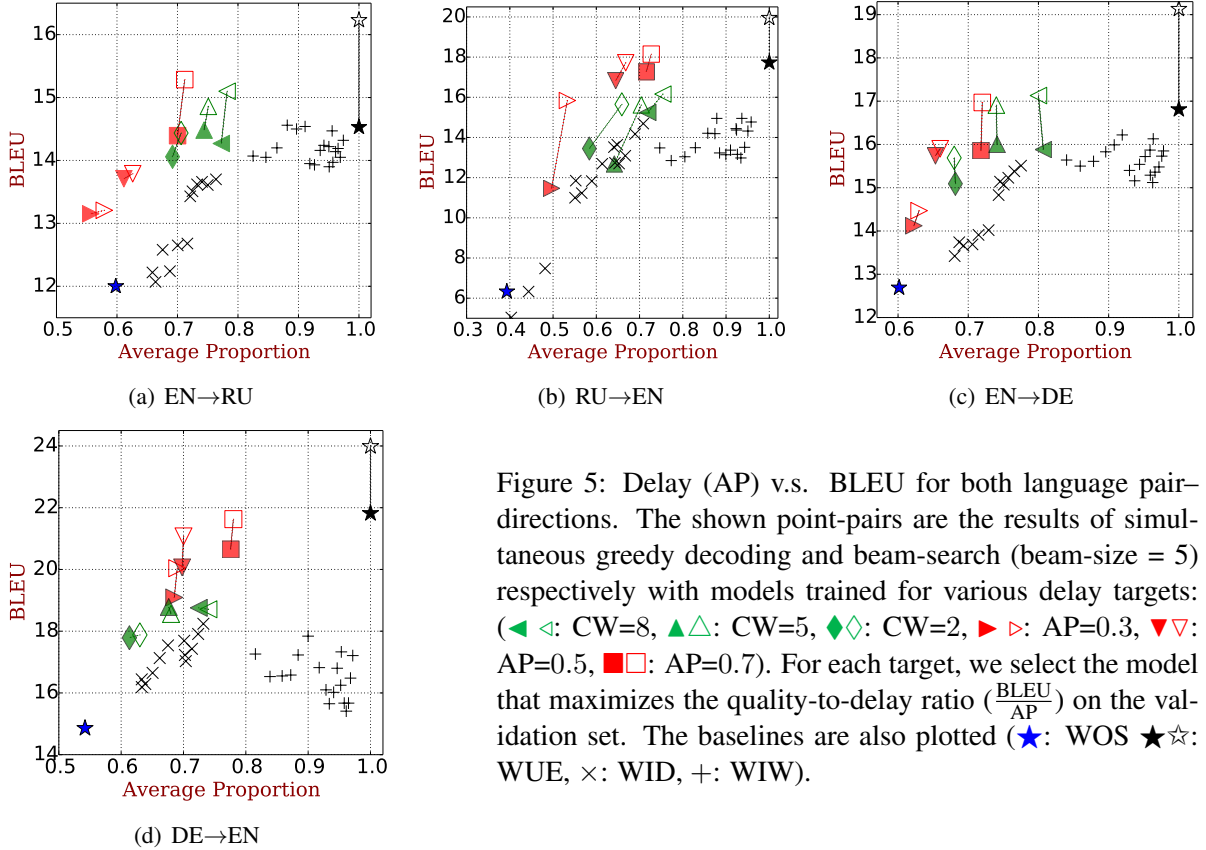 16
15
14
13
12
BLEU
0.5 0.6 0.7 0.8 0.9 1.0
Average Proportion
(a) EN→RU
20
18
16
14
12
10
8
6
BLEU
0.3 0.4 0.5 0.6 0.7 0.8 0.9 1.0
Average Proportion
(b) RU→EN
19
18
17
16
15
14
13
12
BLEU
0.6 0.7 0.8 0.9 1.0
Average Proportion
(c) EN→DE
24
22
20
18
16
14
BLEU
0.5 0.6 0.7 0.8 0.9 1.0
Average Proportion
(d) DE→EN
Figure 5: Delay (AP) v.s. BLEU for both language pair–
directions. The shown point-pairs are the results of simul-
taneous greedy decoding and beam-search (beam-size = 5)
respectively with models trained for various delay targets:
(◀◁: CW=8, ▲△: CW=5, ♦♢: CW=2, ▶▷: AP=0.3, ▼▽:
AP=0.5, ■□: AP=0.7). For each target, we select the model
that maximizes the quality-to-delay ratio (BLEU/AP) on the val-
idation set. The baselines are also plotted (★: WOS ★☆:
WUE, ×: WID, +: WIW).